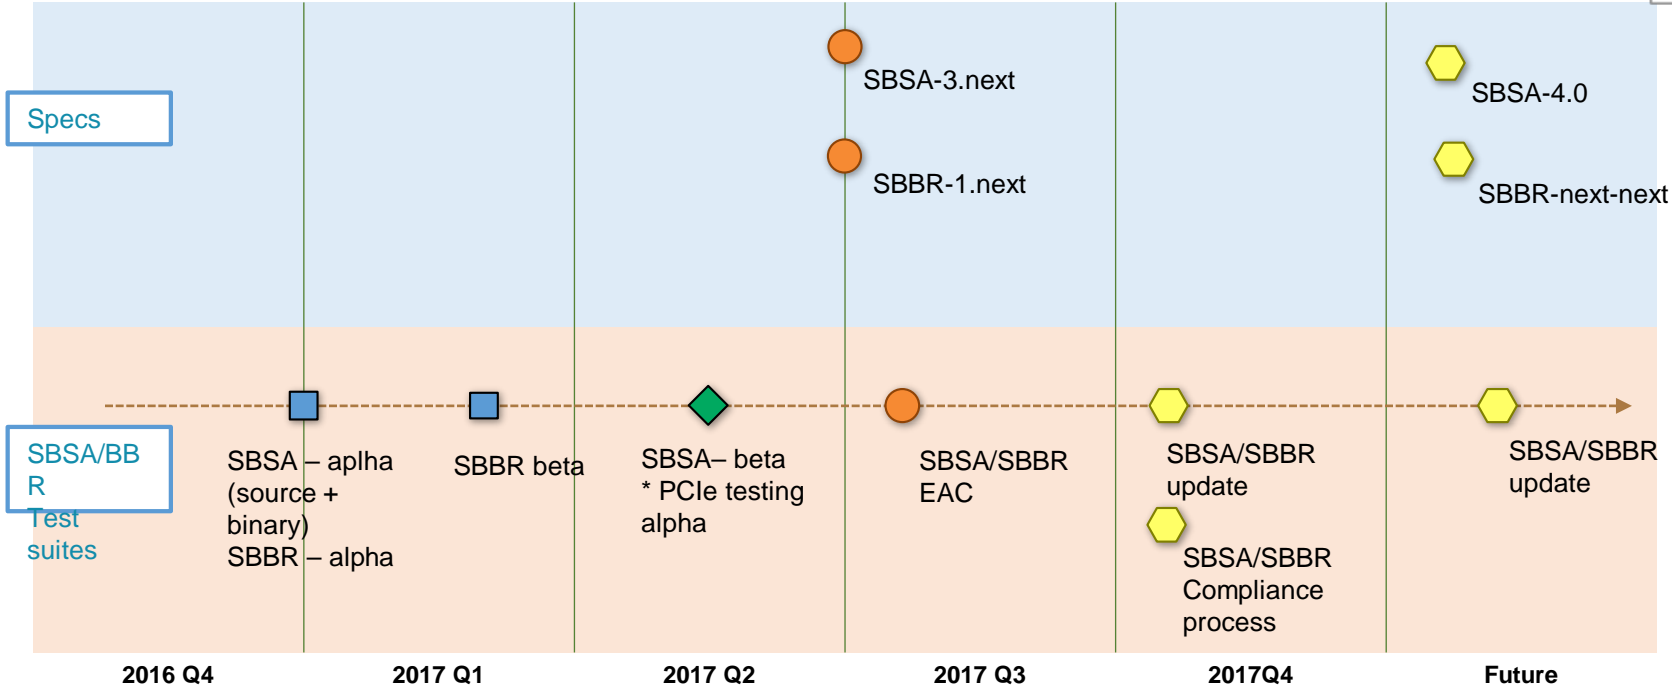 Specs
SBSA-3.next
SBBR-1.next
SBSA-4.0
SBBR-next-next
SBSA/BB
R
Test
suites
SBSA – aplha
(source +
binary)
SBBR – alpha
SBBR beta
SBSA– beta
* PCIe testing
alpha
SBSA/SBBR
EAC
SBSA/SBBR
update
SBSA/SBBR
Compliance
process
SBSA/SBBR
update
2016 Q4
2017 Q1
2017 Q2
2017 Q3
2017Q4
Future